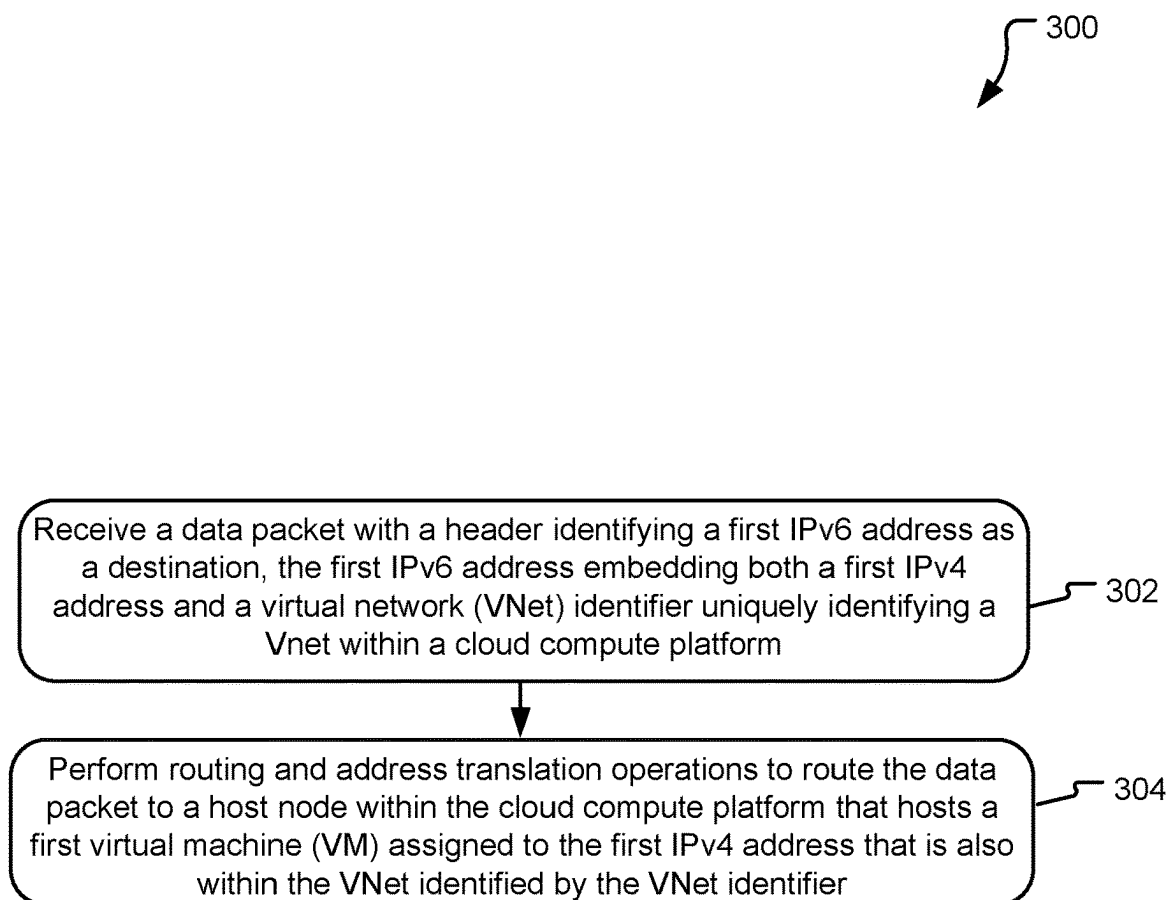 300
Receive a data packet with a header identifying a first IPv6 address as
a destination, the first IPv6 address embedding both a first IPv4
address and a virtual network (VNet) identifier uniquely identifying a
Vnet within a cloud compute platform
302
Perform routing and address translation operations to route the data
packet to a host node within the cloud compute platform that hosts a
first virtual machine (VM) assigned to the first IPv4 address that is also
within the VNet identified by the VNet identifier
304